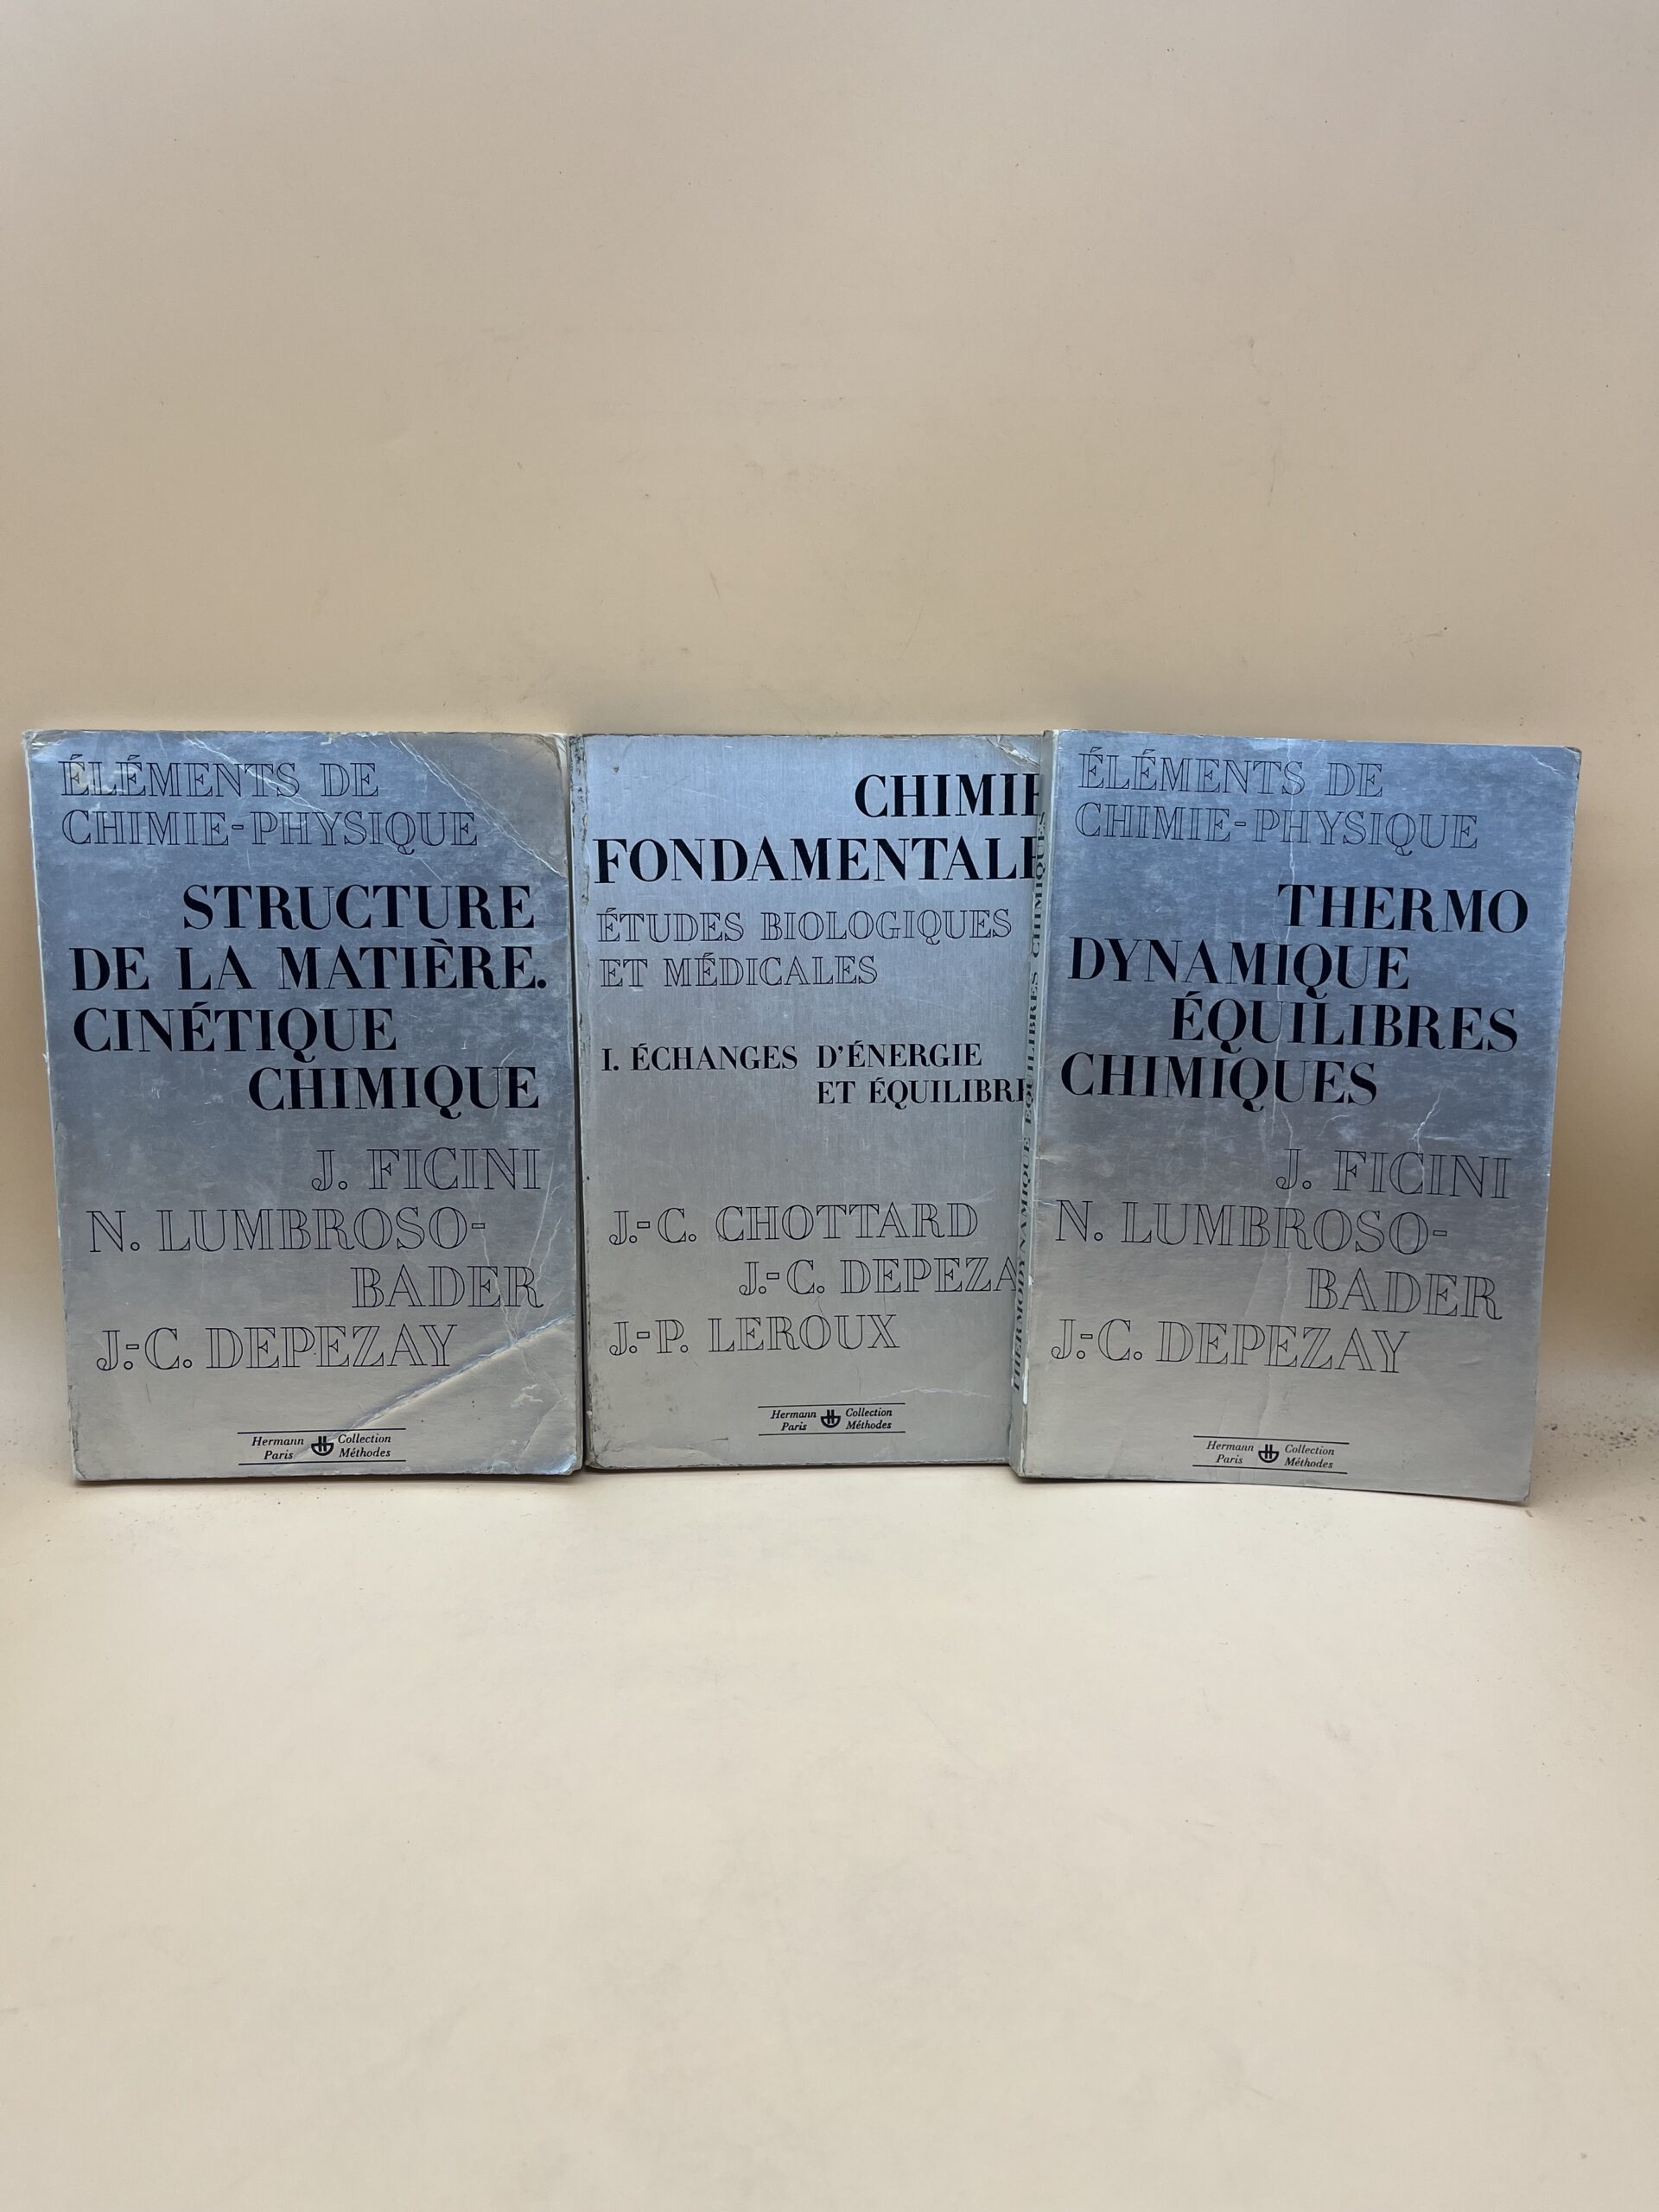 ÉLÉMENTS DE
CHIMIE-PHYSIQUE
STRUCTURE
DE LA MATIÈRE.
CINÉTIQUE
CHIMIQUE
J. FICINI
N. LUMBROSO-
BADER
J.-C. DEPEZAY
Hermann Collection
Paris Méthodes
CHIMIE
FONDAMENTALE
ÉTUDES BIOLOGIQUES
ET MÉDICALES
I. ÉCHANGES D'ÉNERGIE
ET ÉQUILIBRE
J.-C. CHOTTARD
J.-C. DEPEZA
J.-P. LEROUX
Hermann Collection
Paris Méthodes
THERMODYNAMIQUE ÉQUILIBRES CHIMIQUES
ÉLÉMENTS DE
CHIMIE-PHYSIQUE
THERMO
DYNAMIQUE
ÉQUILIBRES
CHIMIQUES
J. FICINI
N. LUMBROSO-
BADER
J.-C. DEPEZAY
Hermann Collection
Paris Méthodes